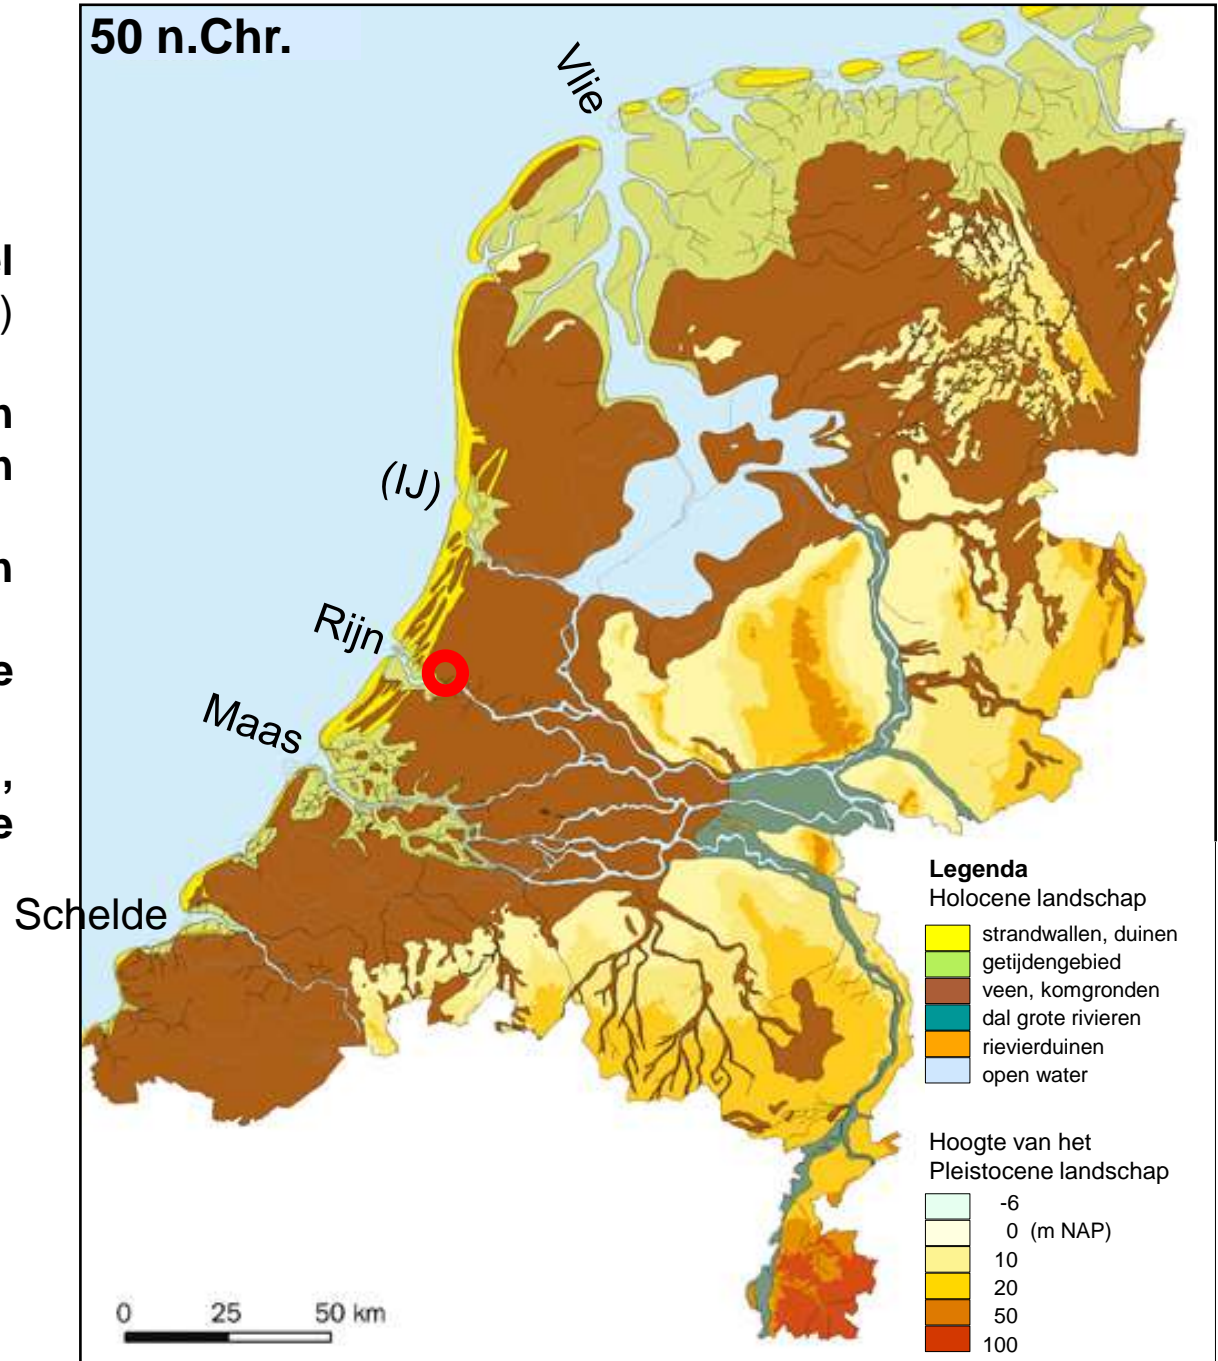 50 n.Chr.
Vlie
el
)
n
n
(IJ)
n
Rijn
e
Maas
,
e
Schelde
Legenda
Holocene landschap
strandwallen, duinen
getijdengebied
veen, komgronden
dal grote rivieren
rievierduinen
open water
Hoogte van het
Pleistocene landschap
-6
0 (m NAP)
10
20
50
100
0 25 50 km